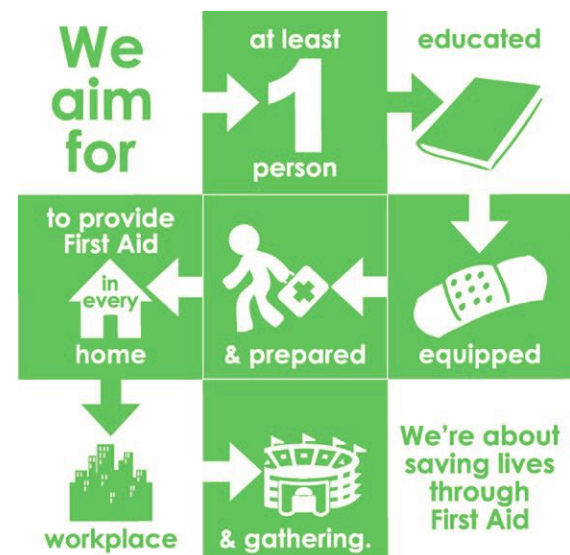 We
aim
for
at least
1
person
educated
equipped
& prepared
to provide
First Aid
in
every
home
workplace
& gathering.
We're about
saving lives
through
First Aid